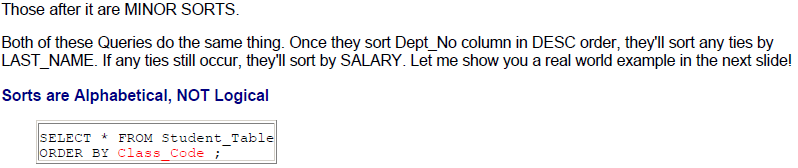 Those after it are MINOR SORTS.
Both of these Queries do the same thing. Once they sort Dept_No column in DESC order, they'll sort any ties by
LAST_NAME. If any ties still occur, they'll sort by SALARY. Let me show you a real world example in the next slide!
Sorts are Alphabetical, NOT Logical
SELECT * FROM Student_Table
ORDER BY Class_Code ;